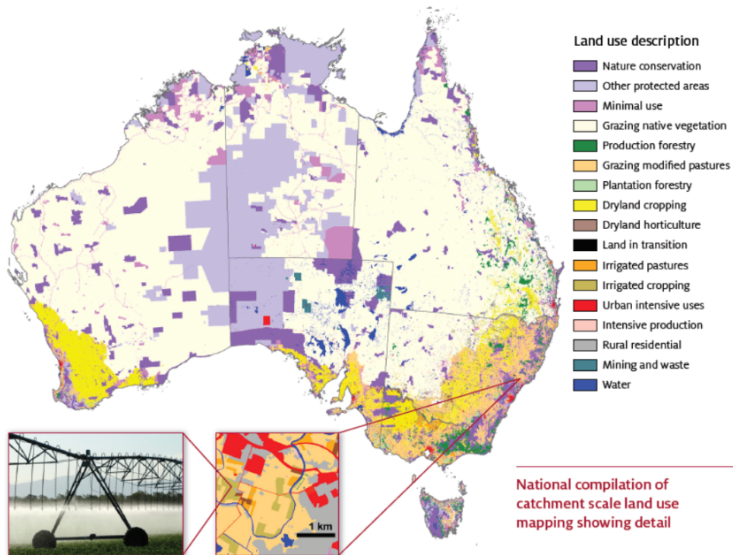 Land use description
Nature conservation
Other protected areas
Minimal use
Grazing native vegetation
Production forestry
Grazing modified pastures
Plantation forestry
Dryland cropping
Dryland horticulture
Land in transition
Irrigated pastures
Irrigated cropping
Urban intensive uses
Intensive production
Rural residential
Mining and waste
Water
1 km
National compilation of
catchment scale land use
mapping showing detail